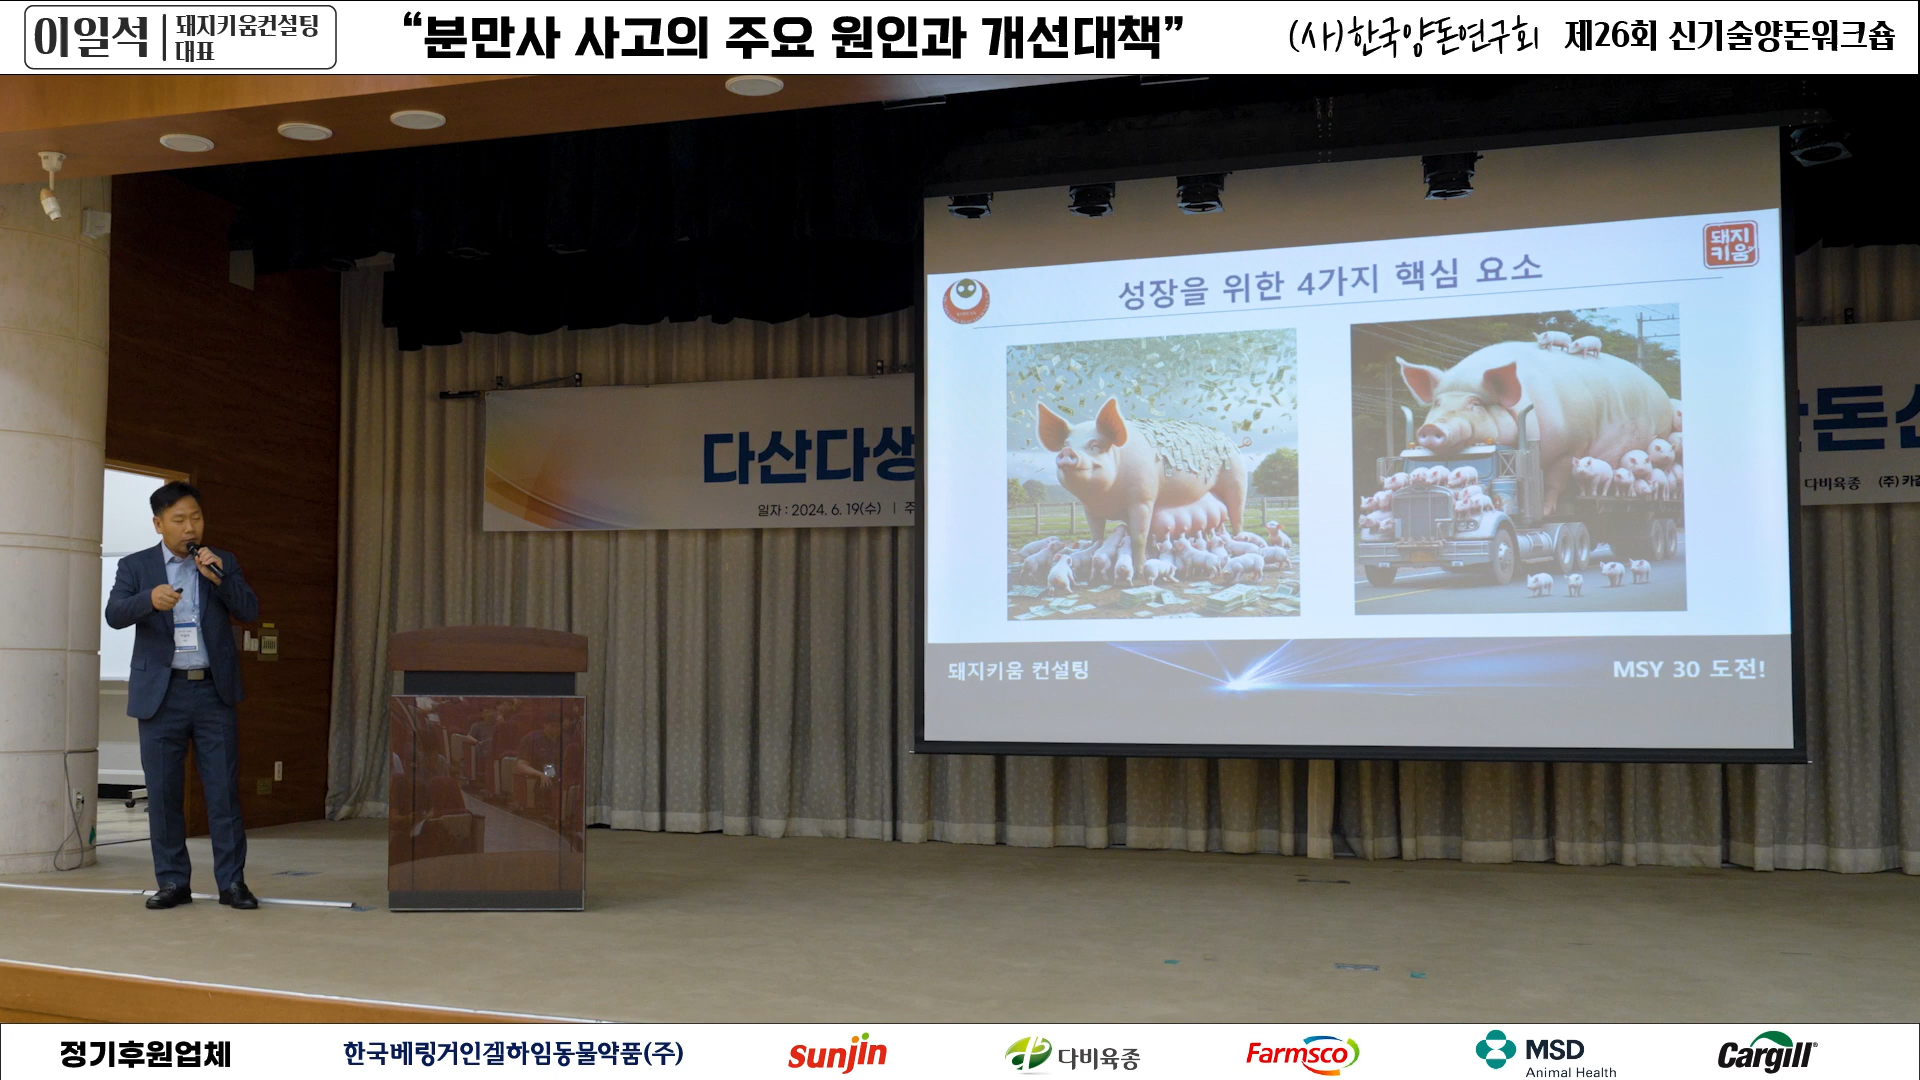 이일석
돼지키움컨설팅
대표
“분만사 사고의 주요 원인과 개선대책”
(사)한국양돈연구회
제26회 신기술양돈워크숍
성장을 위한 4가지 핵심 요소
돼지
키움
돼지키움 컨설팅
MSY 30 도전!
다산다생
돈신
일자 : 2024. 6. 19(수) | 주
다비육종 (주)카길
정기후원업체
한국베링거인겔하임동물약품(주)
Sunjin
다비육종
Farmsco
MSD
Animal Health
Cargill